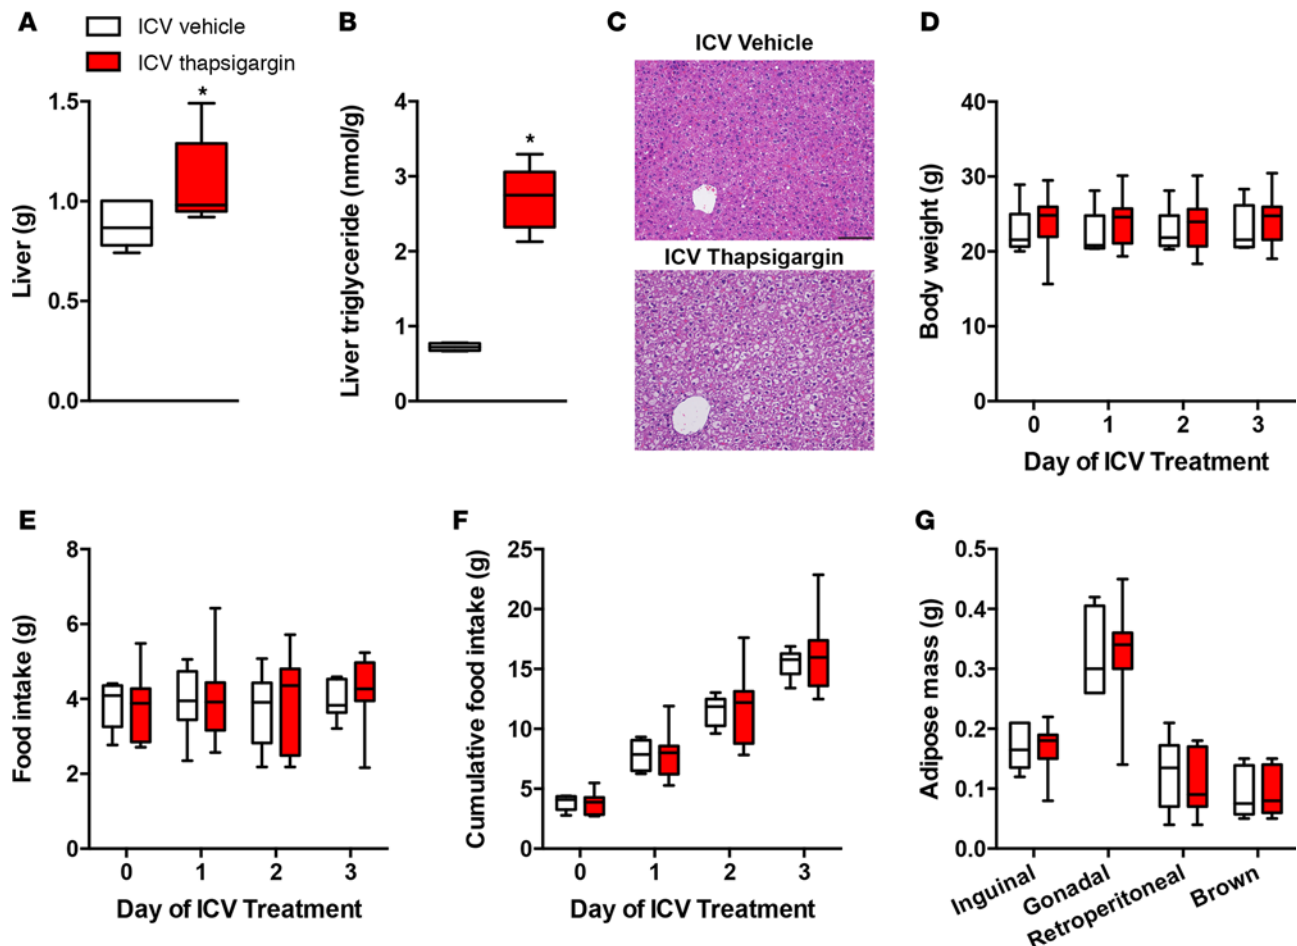 A
ICV vehicle
ICV thapsigargin
Liver (g)
1.5
1.0
0.5
0.0
*
B
Liver triglyceride (nmol/g)
4
3
2
1
0
*
C
ICV Vehicle
ICV Thapsigargin
D
Body weight (g)
40
30
20
10
0
0 1 2 3
Day of ICV Treatment
E
Food intake (g)
8
6
4
2
0
0 1 2 3
Day of ICV Treatment
F
Cumulative food intake (g)
25
20
15
10
5
0
0 1 2 3
Day of ICV Treatment
G
Adipose mass (g)
0.5
0.4
0.3
0.2
0.1
0.0
Inguinal
Gonadal
Retroperitoneal
Brown